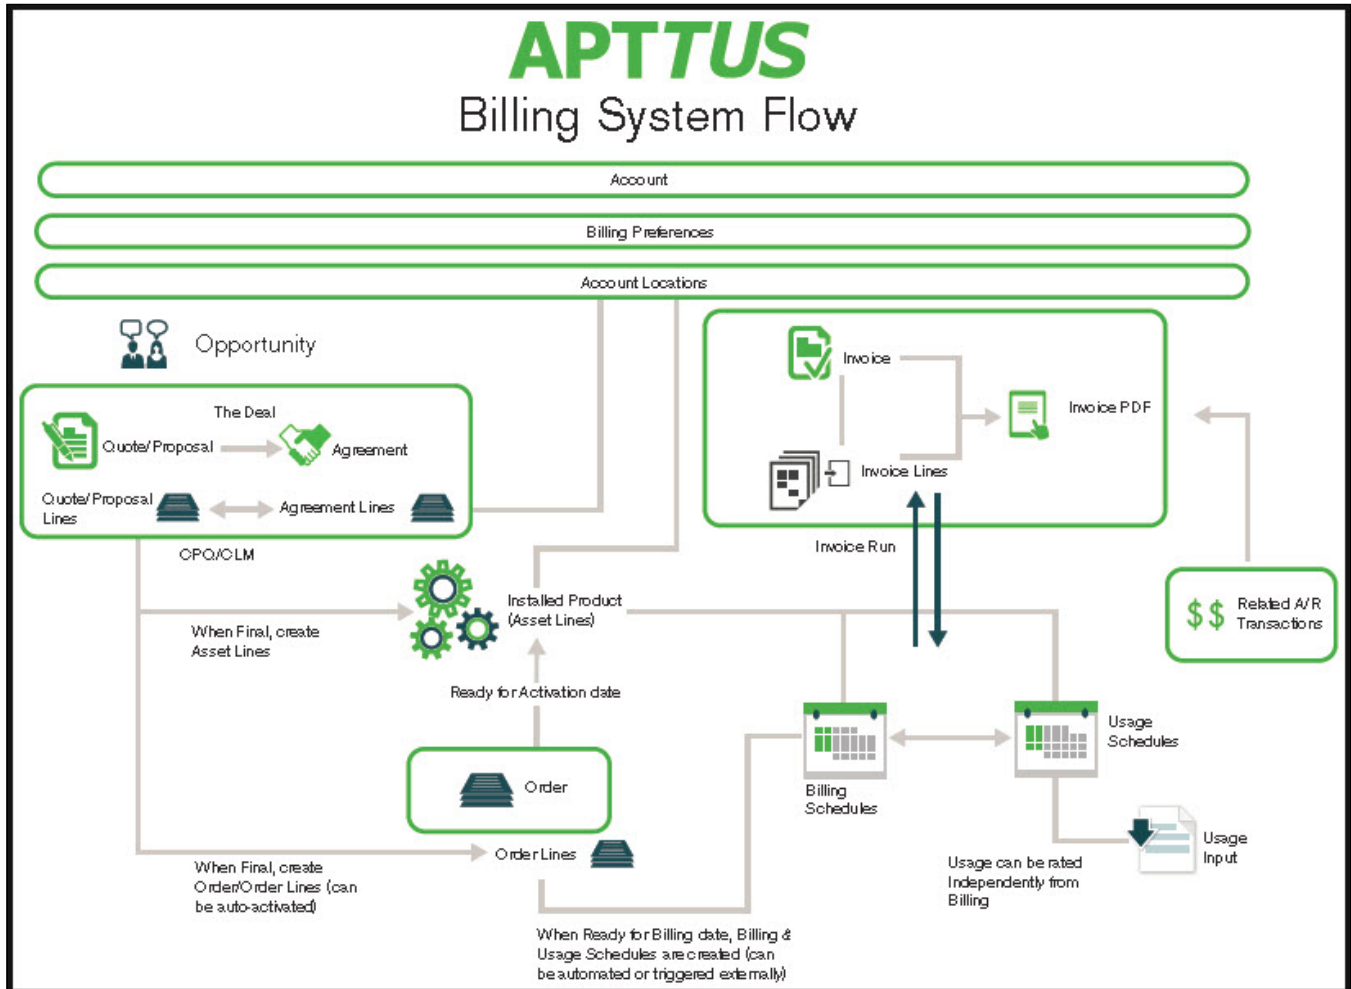 APTTUS
Billing System Flow
Account
Billing Preferences
Account Locations
Opportunity
The Deal
Quote/Proposal
Agreement
Quote/Proposal
Lines
Agreement Lines
CPQ/CLM
Invoice
Invoice PDF
Invoice Lines
Invoice Run
$$
Related A/R
Transactions
Installed Product
(Asset Lines)
When Final, create
Asset Lines
Ready for Activation date
Order
Order Lines
When Final, create
Order/Order Lines (can
be auto-activated)
When Ready for Billing date, Billing &
Usage Schedules are created (can
be automated or triggered externally)
Billing
Schedules
Usage
Schedules
Usage can be rated
Independently from
Billing
Usage
Input